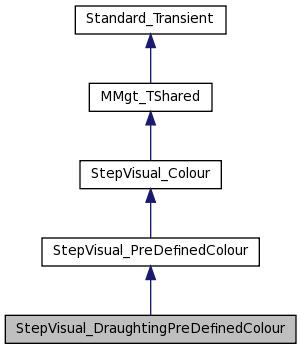 Standard_Transient
MMgt_TShared
StepVisual_Colour
StepVisual_PreDefinedColour
StepVisual_DraughtingPreDefinedColour